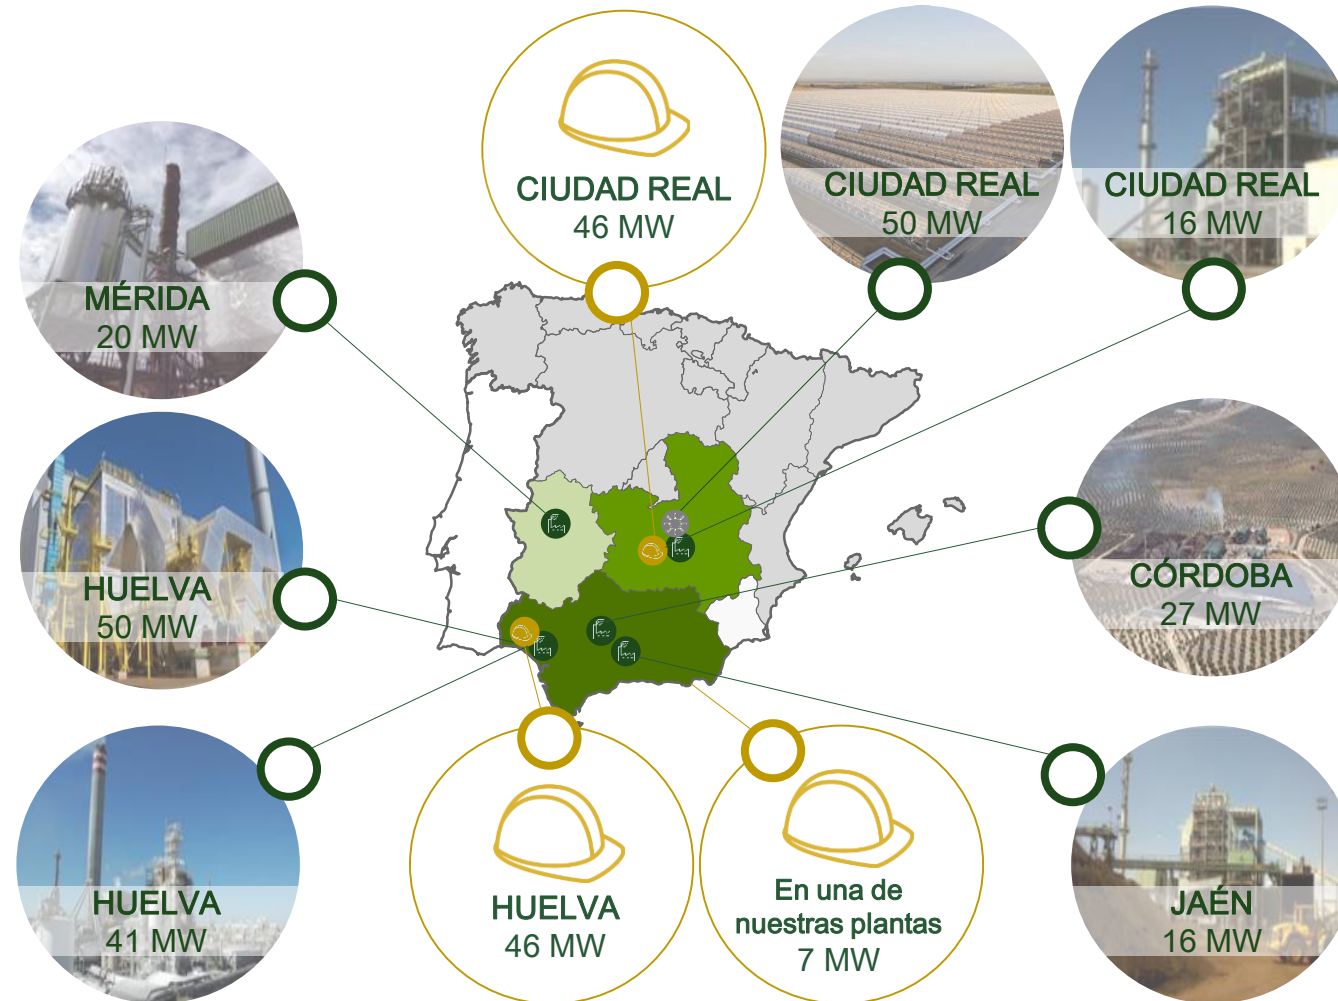 CIUDAD REAL
46 MW
CIUDAD REAL
50 MW
CIUDAD REAL
16 MW
MÉRIDA
20 MW
HUELVA
50 MW
CÓRDOBA
27 MW
HUELVA
41 MW
HUELVA
46 MW
En una de
nuestras plantas
7 MW
JAÉN
16 MW